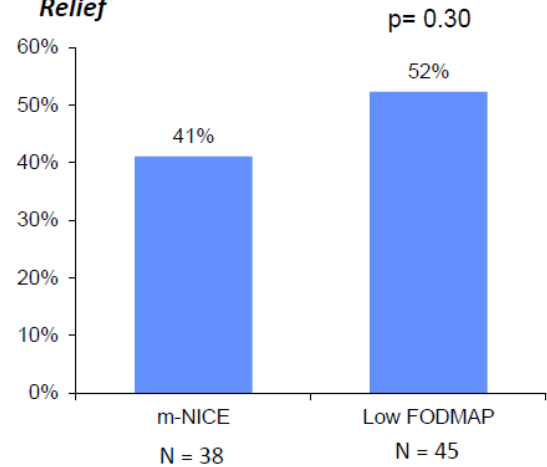 Relief
p= 0.30
60%
52%
50%
41%
40%
30%
20%
10%
0%
m-NICE
Low FODMAP
N = 38
N = 45